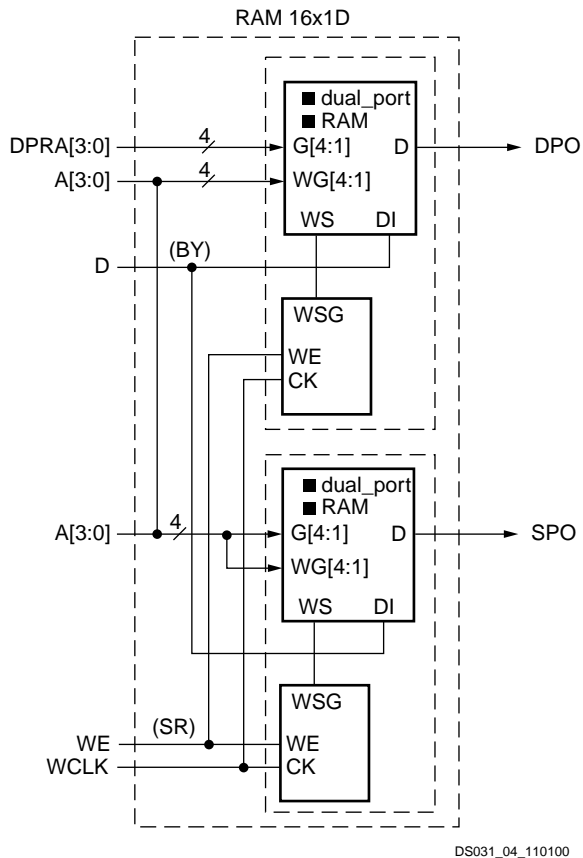 RAM 16x1D
■ dual_port
■ RAM
DPRA[3:0] 4 G[4:1] D DPO
A[3:0] 4 WG[4:1]
WS DI
D (BY)
WSG
WE
CK
■ dual_port
■ RAM
A[3:0] 4 G[4:1] D SPO
WG[4:1]
WS DI
WSG
WE (SR) WE
WCLK CK
DS031_04_110100